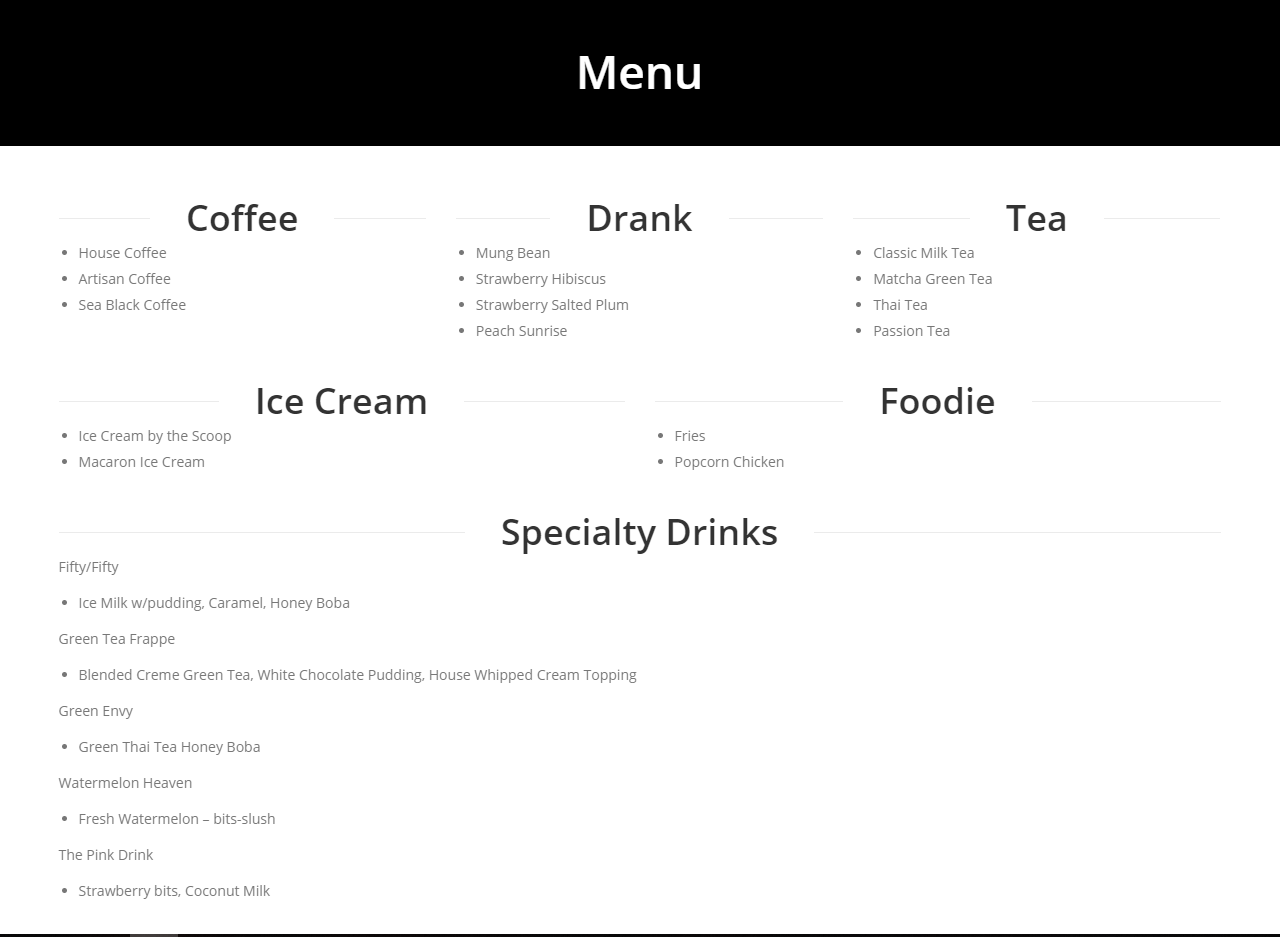 Menu
Coffee
House Coffee
Artisan Coffee
Sea Black Coffee
Drank
Mung Bean
Strawberry Hibiscus
Strawberry Salted Plum
Peach Sunrise
Tea
Classic Milk Tea
Matcha Green Tea
Thai Tea
Passion Tea
Ice Cream
Ice Cream by the Scoop
Macaron Ice Cream
Foodie
Fries
Popcorn Chicken
Specialty Drinks
Fifty/Fifty
Ice Milk w/pudding, Caramel, Honey Boba
Green Tea Frappe
Blended Creme Green Tea, White Chocolate Pudding, House Whipped Cream Topping
Green Envy
Green Thai Tea Honey Boba
Watermelon Heaven
Fresh Watermelon – bits-slush
The Pink Drink
Strawberry bits, Coconut Milk